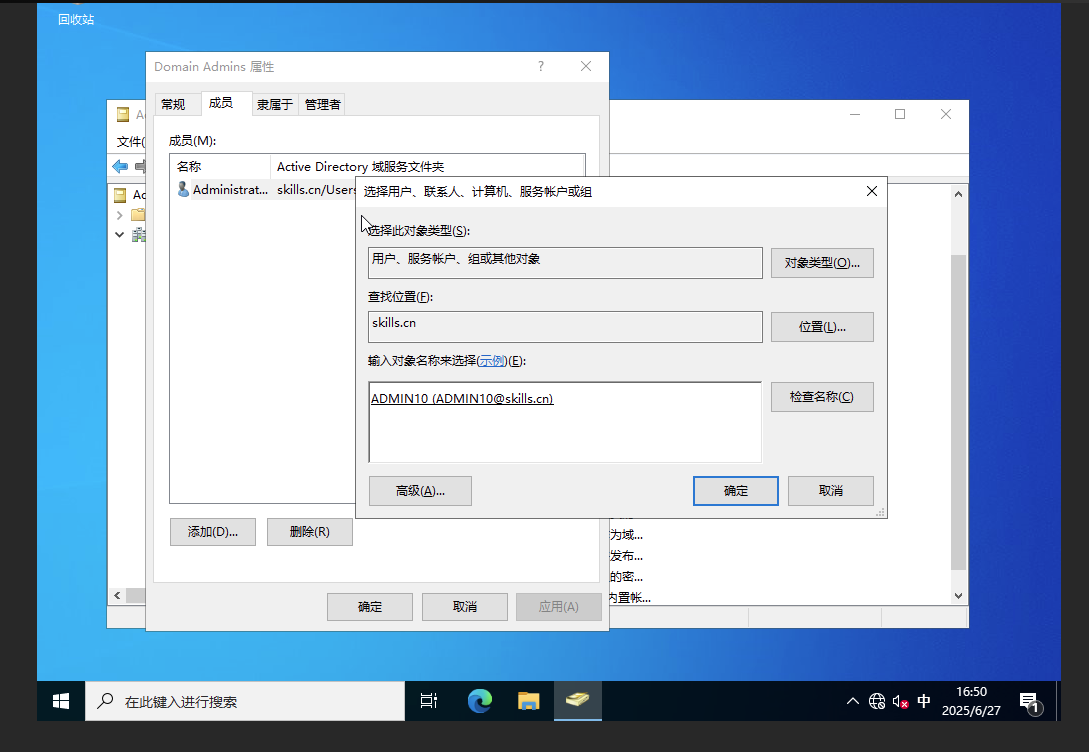 回收站
Domain Admins 属性
?
常规
成员
隶属于
管理者
文件(
成员(M):
名称
Active Directory 域服务文件夹
Administrat...
skills.cn/Users
选择用户、联系人、计算机、服务帐户或组
选择此对象类型(S):
用户、服务帐户、组或其他对象
对象类型(O)...
查找位置(F):
skills.cn
位置(L)...
输入对象名称来选择(示例)(E):
ADMIN10 (ADMIN10@skills.cn)
检查名称(C)
高级(A)...
确定
取消
添加(D)...
删除(R)
为域...
发布...
的密...
内置帐...
确定
取消
应用(A)
在此键入进行搜索
中
16:50
2025/6/27
1